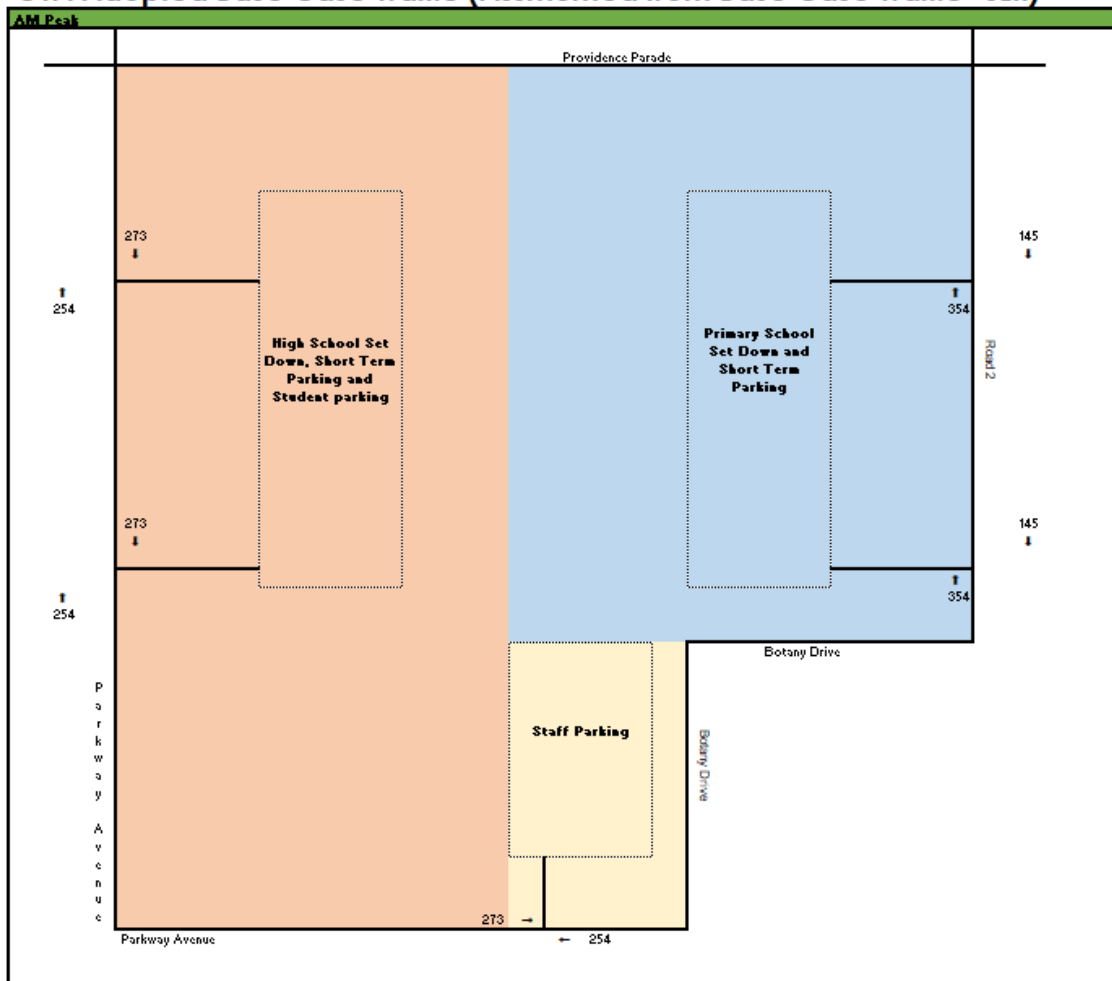 AM Peak
Providence Parade
273
145
254
354
High School Set
Down, Short Term
Parking and
Student parking
Primary School
Set Down and
Short Term
Parking
Road 2
273
145
254
354
Botany Drive
Parkway Avenue
Staff Parking
Botany Drive
273
254
Parkway Avenue